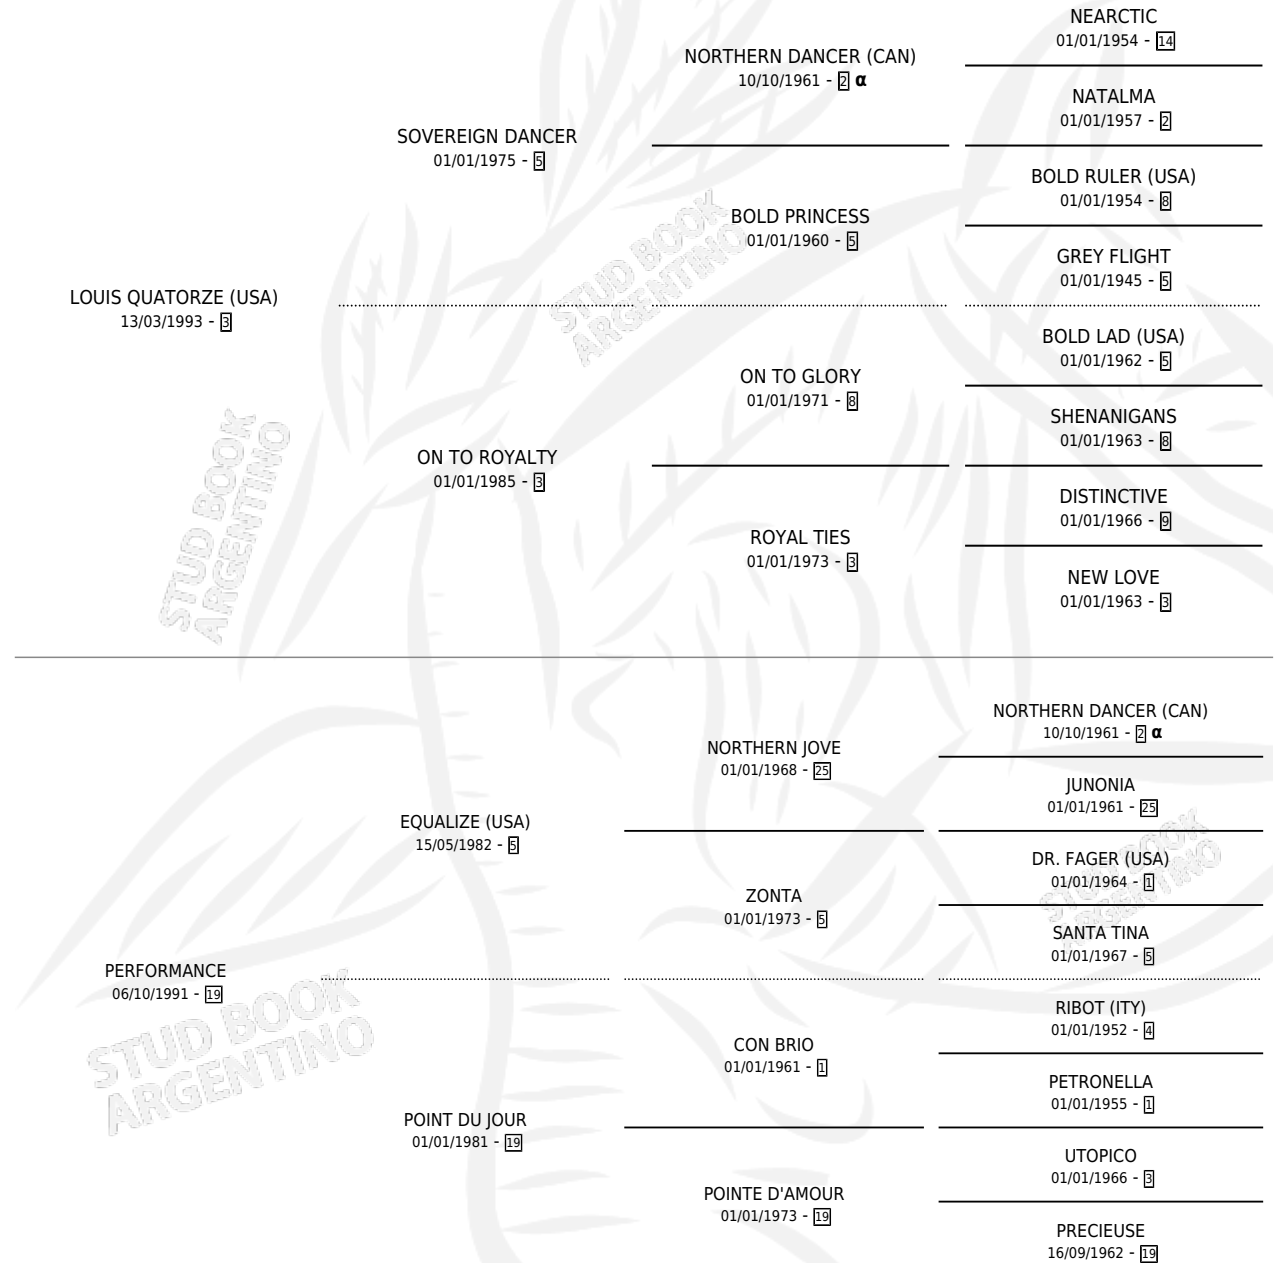 NEARCTIC
01/01/1954 - 14
NORTHERN DANCER (CAN)
10/10/1961 - 2 α
NATALMA
01/01/1957 - 2
SOVEREIGN DANCER
01/01/1975 - 5
BOLD RULER (USA)
01/01/1954 - 8
BOLD PRINCESS
01/01/1960 - 5
GREY FLIGHT
01/01/1945 - 5
STUD BOOK
ARGENTINO
LOUIS QUATORZE (USA)
13/03/1993 - 3
BOLD LAD (USA)
01/01/1962 - 5
ON TO GLORY
01/01/1971 - 8
SHENANIGANS
01/01/1963 - 8
ON TO ROYALTY
01/01/1985 - 3
DISTINCTIVE
01/01/1966 - 9
ROYAL TIES
01/01/1973 - 3
NEW LOVE
01/01/1963 - 3
STUD BOOK
ARGENTINO
NORTHERN DANCER (CAN)
10/10/1961 - 2 α
NORTHERN JOVE
01/01/1968 - 25
JUNONIA
01/01/1961 - 25
EQUALIZE (USA)
15/05/1982 - 5
DR. FAGER (USA)
01/01/1964 - 1
ZONTA
01/01/1973 - 5
SANTA TINA
01/01/1967 - 5
STUD BOOK
ARGENTINO
PERFORMANCE
06/10/1991 - 19
RIBOT (ITY)
01/01/1952 - 4
CON BRIO
01/01/1961 - 1
PETRONELLA
01/01/1955 - 1
STUD BOOK
ARGENTINO
POINT DU JOUR
01/01/1981 - 19
UTOPICO
01/01/1966 - 3
POINTE D'AMOUR
01/01/1973 - 19
PRECIEUSE
16/09/1962 - 19